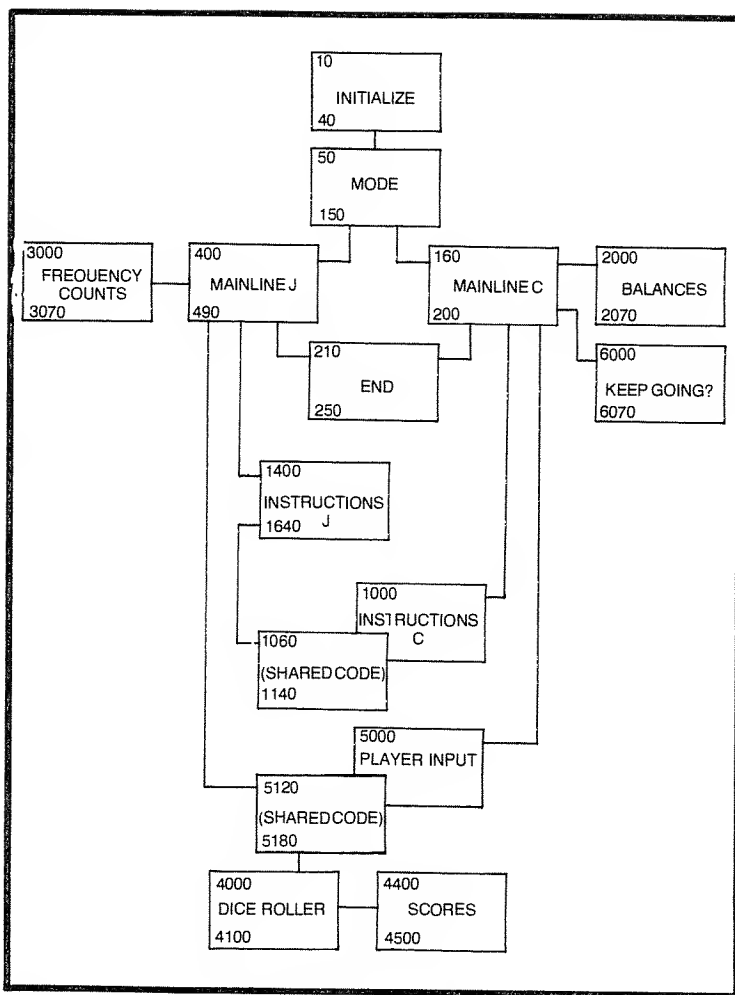 10
INITIALIZE
40
50
MODE
150
3000
FREQUENCY
COUNTS
3070
400
MAINLINE J
490
160
MAINLINE C
200
2000
BALANCES
2070
210
END
250
6000
KEEP GOING?
6070
1400
INSTRUCTIONS
J
1640
1000
INSTRUCTIONS
C
1060
(SHARED CODE)
1140
5000
PLAYER INPUT
5120
(SHARED CODE)
5180
4000
DICE ROLLER
4100
4400
SCORES
4500